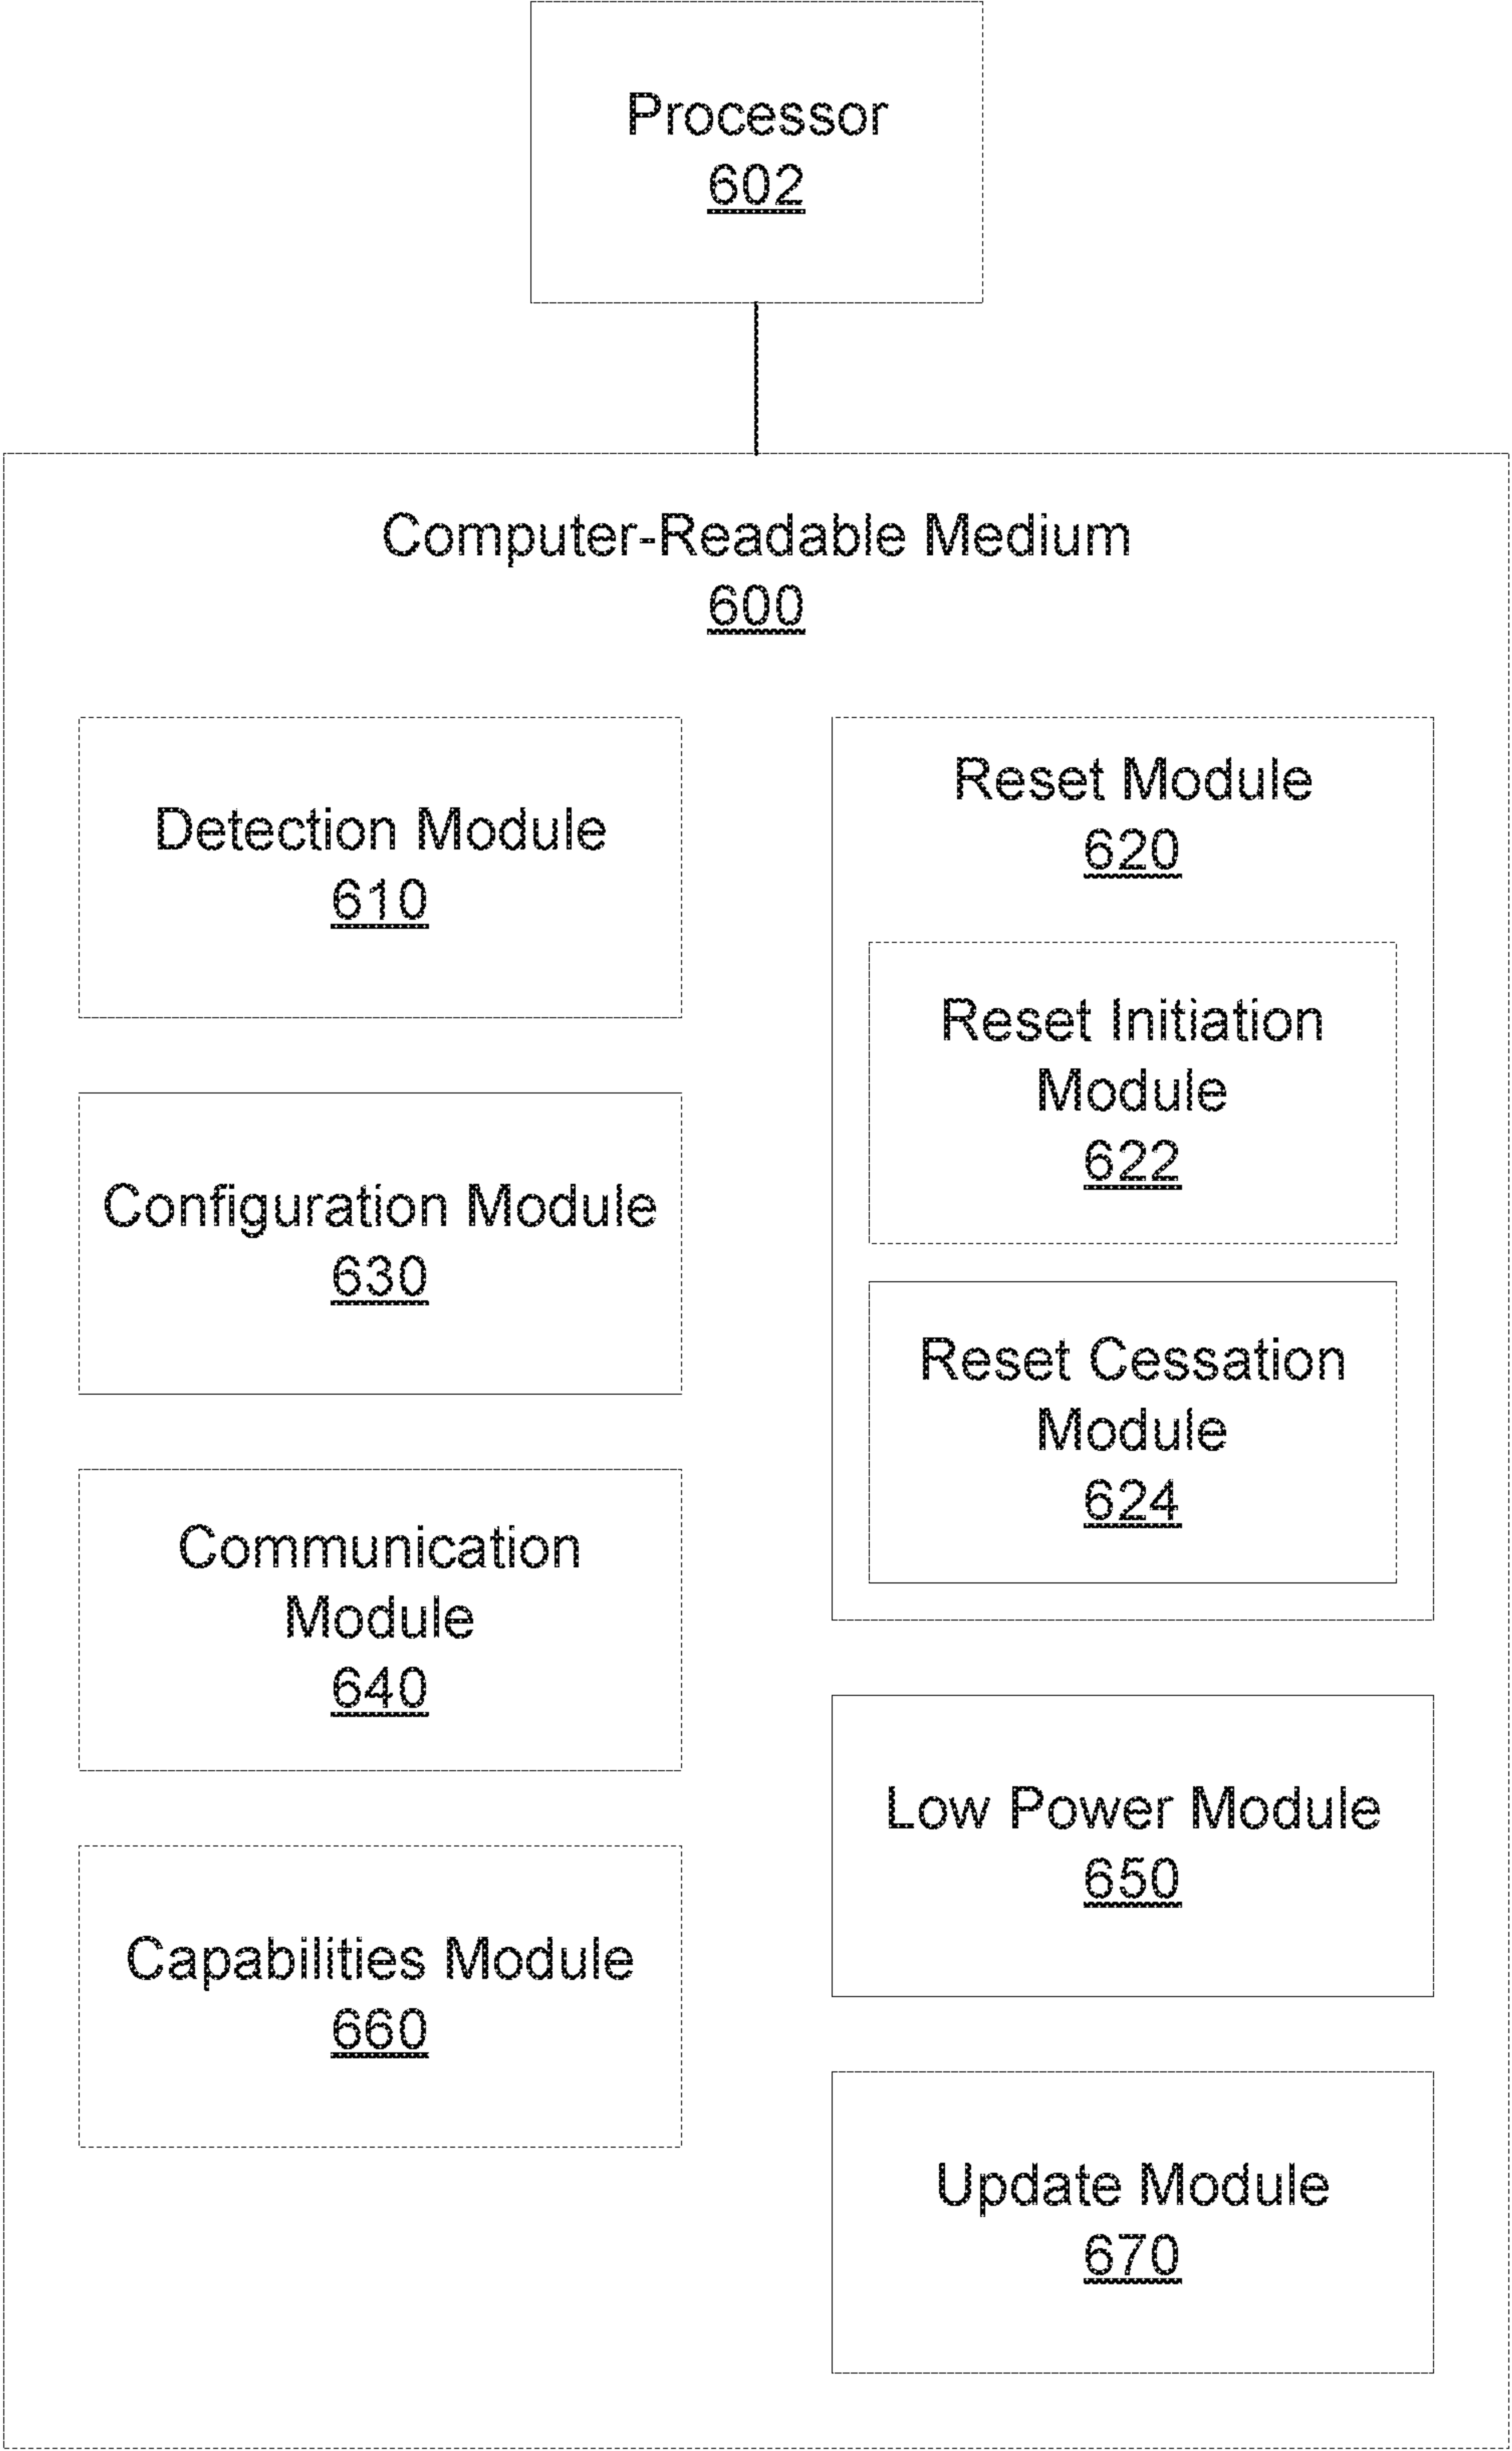 Processor
602
Computer-Readable Medium
600
Detection Module
610
Reset Module
620
Reset Initiation
Module
622
Configuration Module
630
Reset Cessation
Module
624
Communication
Module
640
Low Power Module
650
Capabilities Module
660
Update Module
670